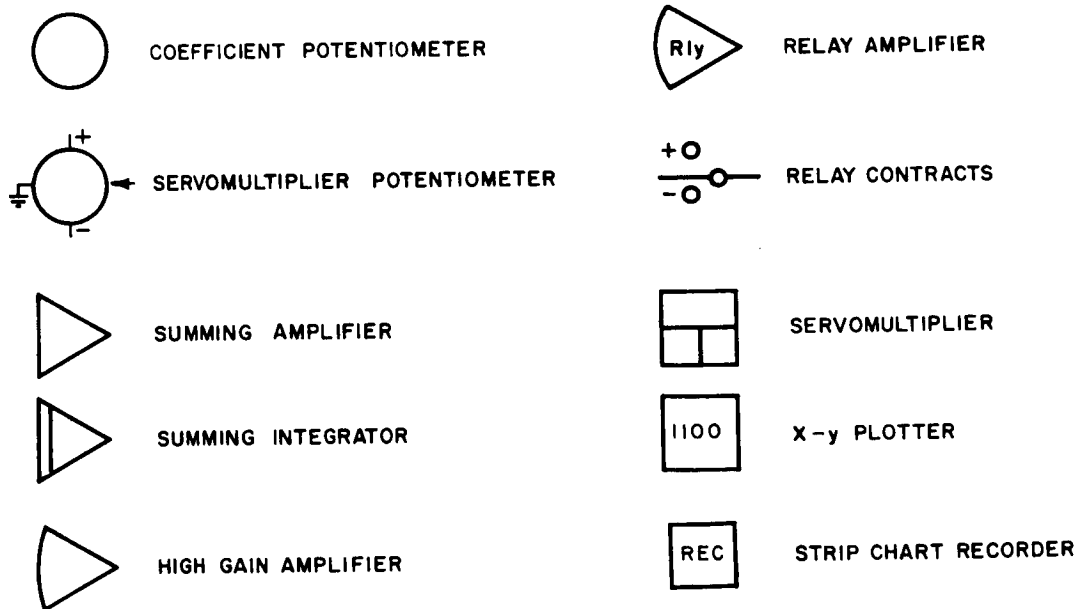 COEFFICIENT POTENTIOMETER
+
SERVOMULTIPLIER POTENTIOMETER
-
SUMMING AMPLIFIER
SUMMING INTEGRATOR
HIGH GAIN AMPLIFIER
Rly RELAY AMPLIFIER
+
RELAY CONTRACTS
-
SERVOMULTIPLIER
1100 X-y PLOTTER
REC STRIP CHART RECORDER